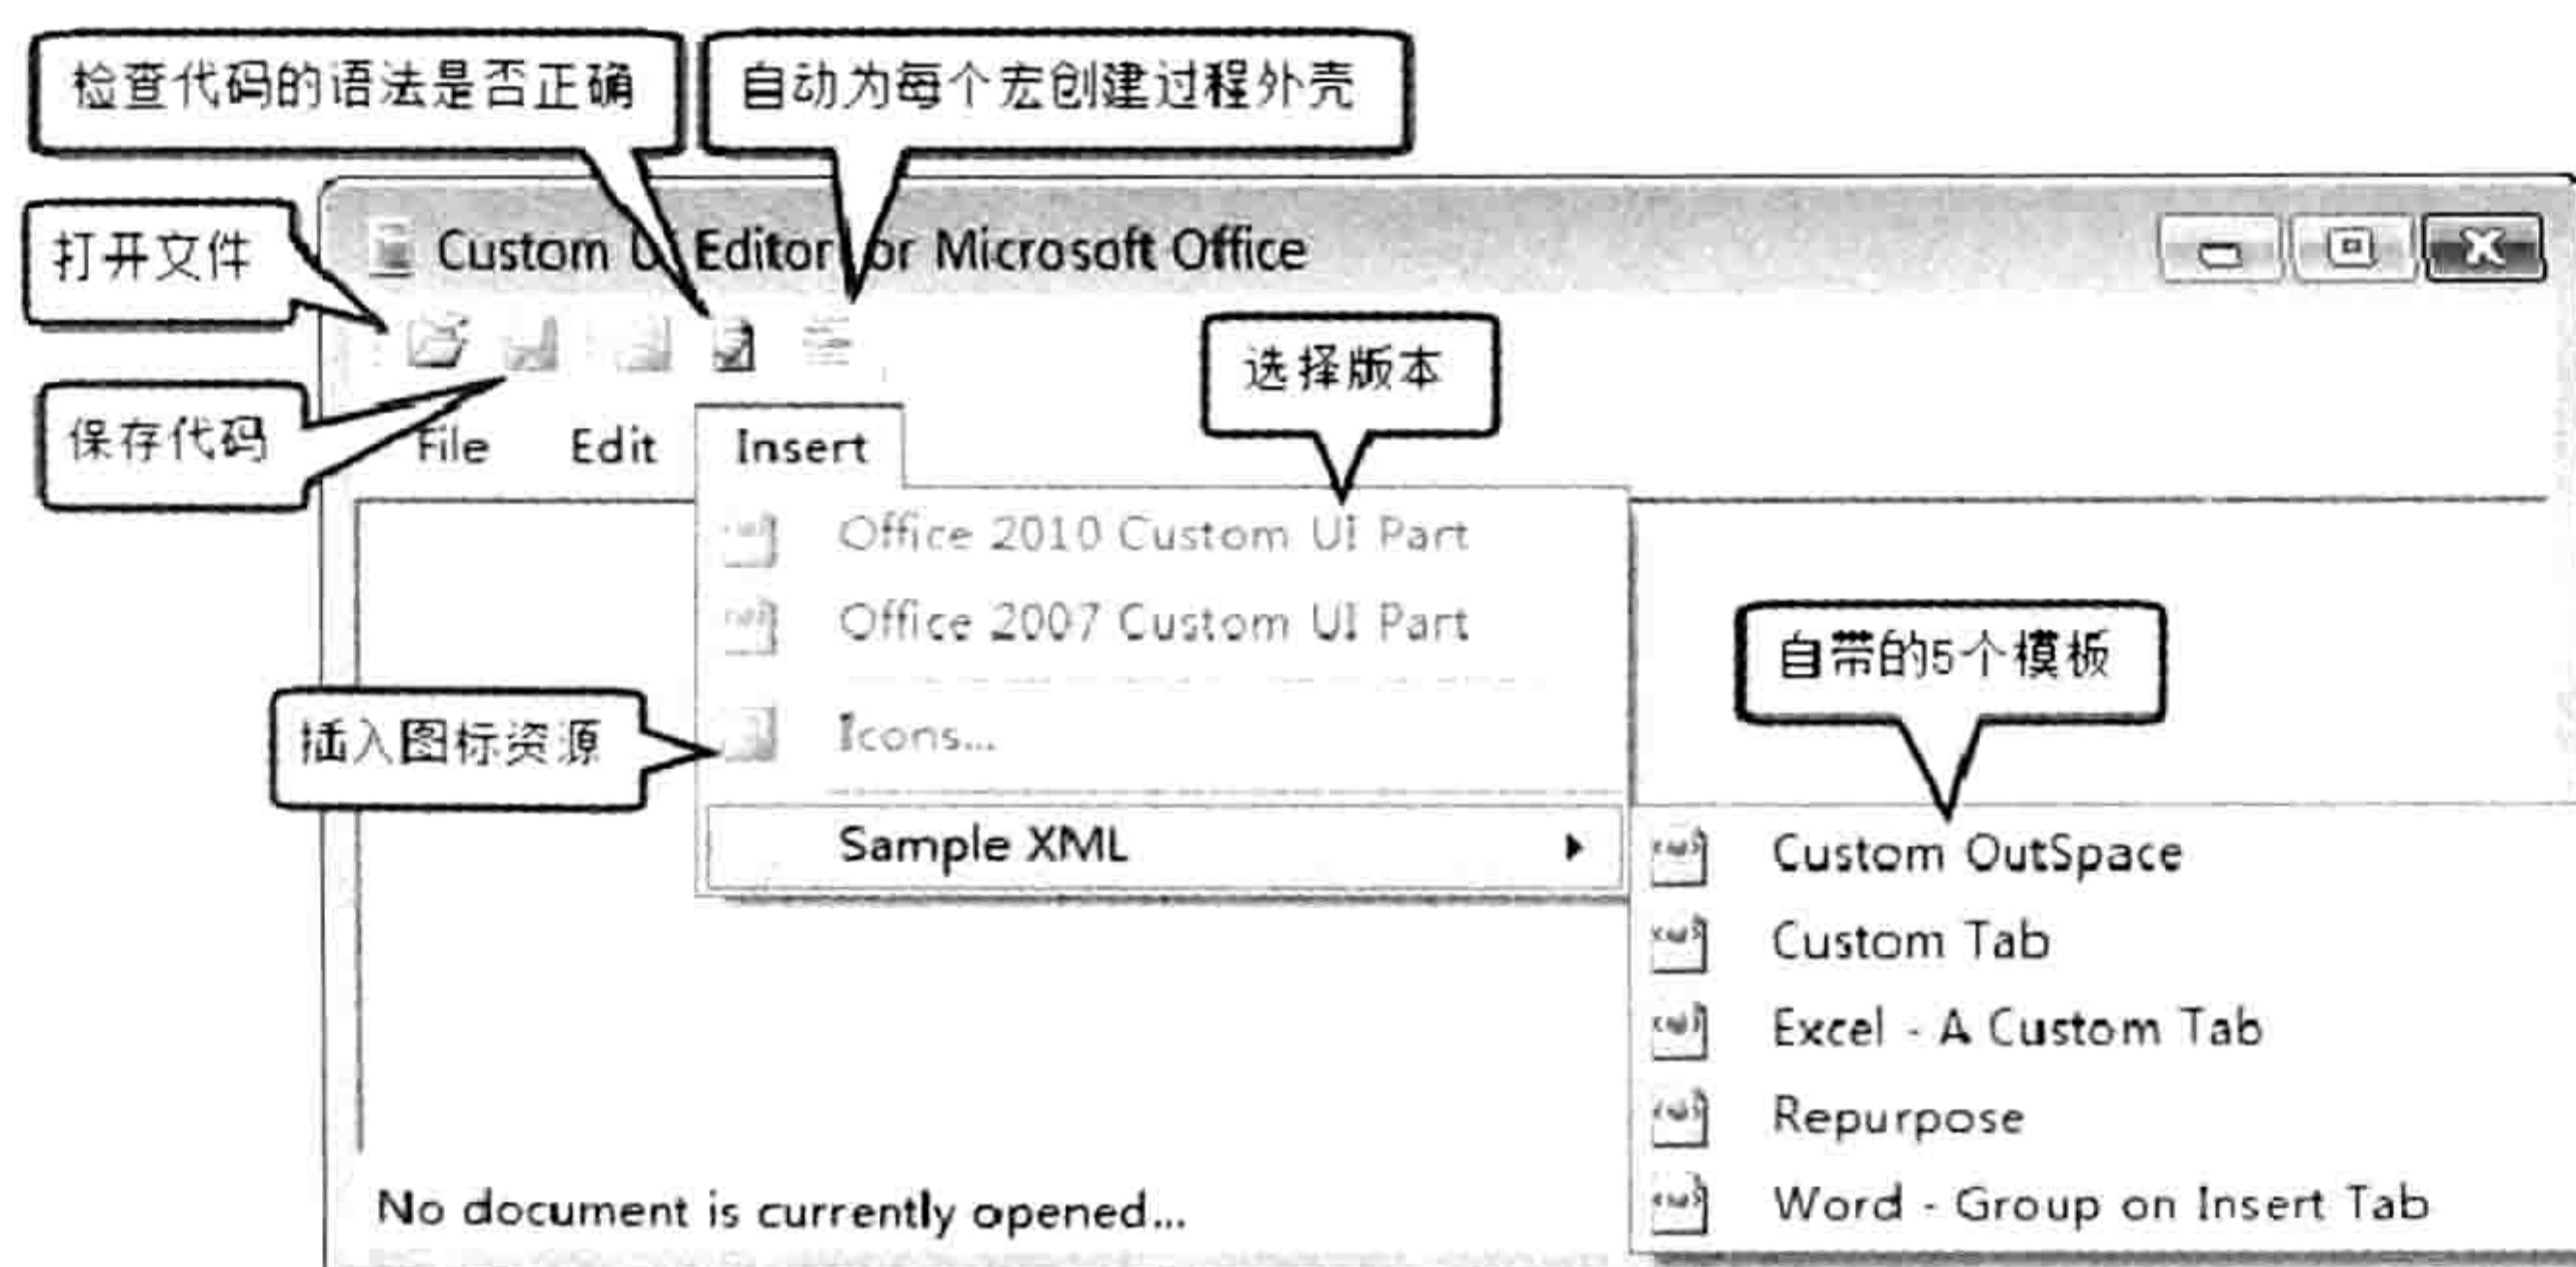 检查代码的语法是否正确
自动为每个宏创建过程外壳
打开文件
Custom UI Editor for Microsoft Office
选择版本
保存代码
File Edit Insert
Office 2010 Custom UI Part
Office 2007 Custom UI Part
自带的5个模板
插入图标资源
Icons...
Sample XML
Custom OutSpace
Custom Tab
Excel - A Custom Tab
Repurpose
Word - Group on Insert Tab
No document is currently opened...